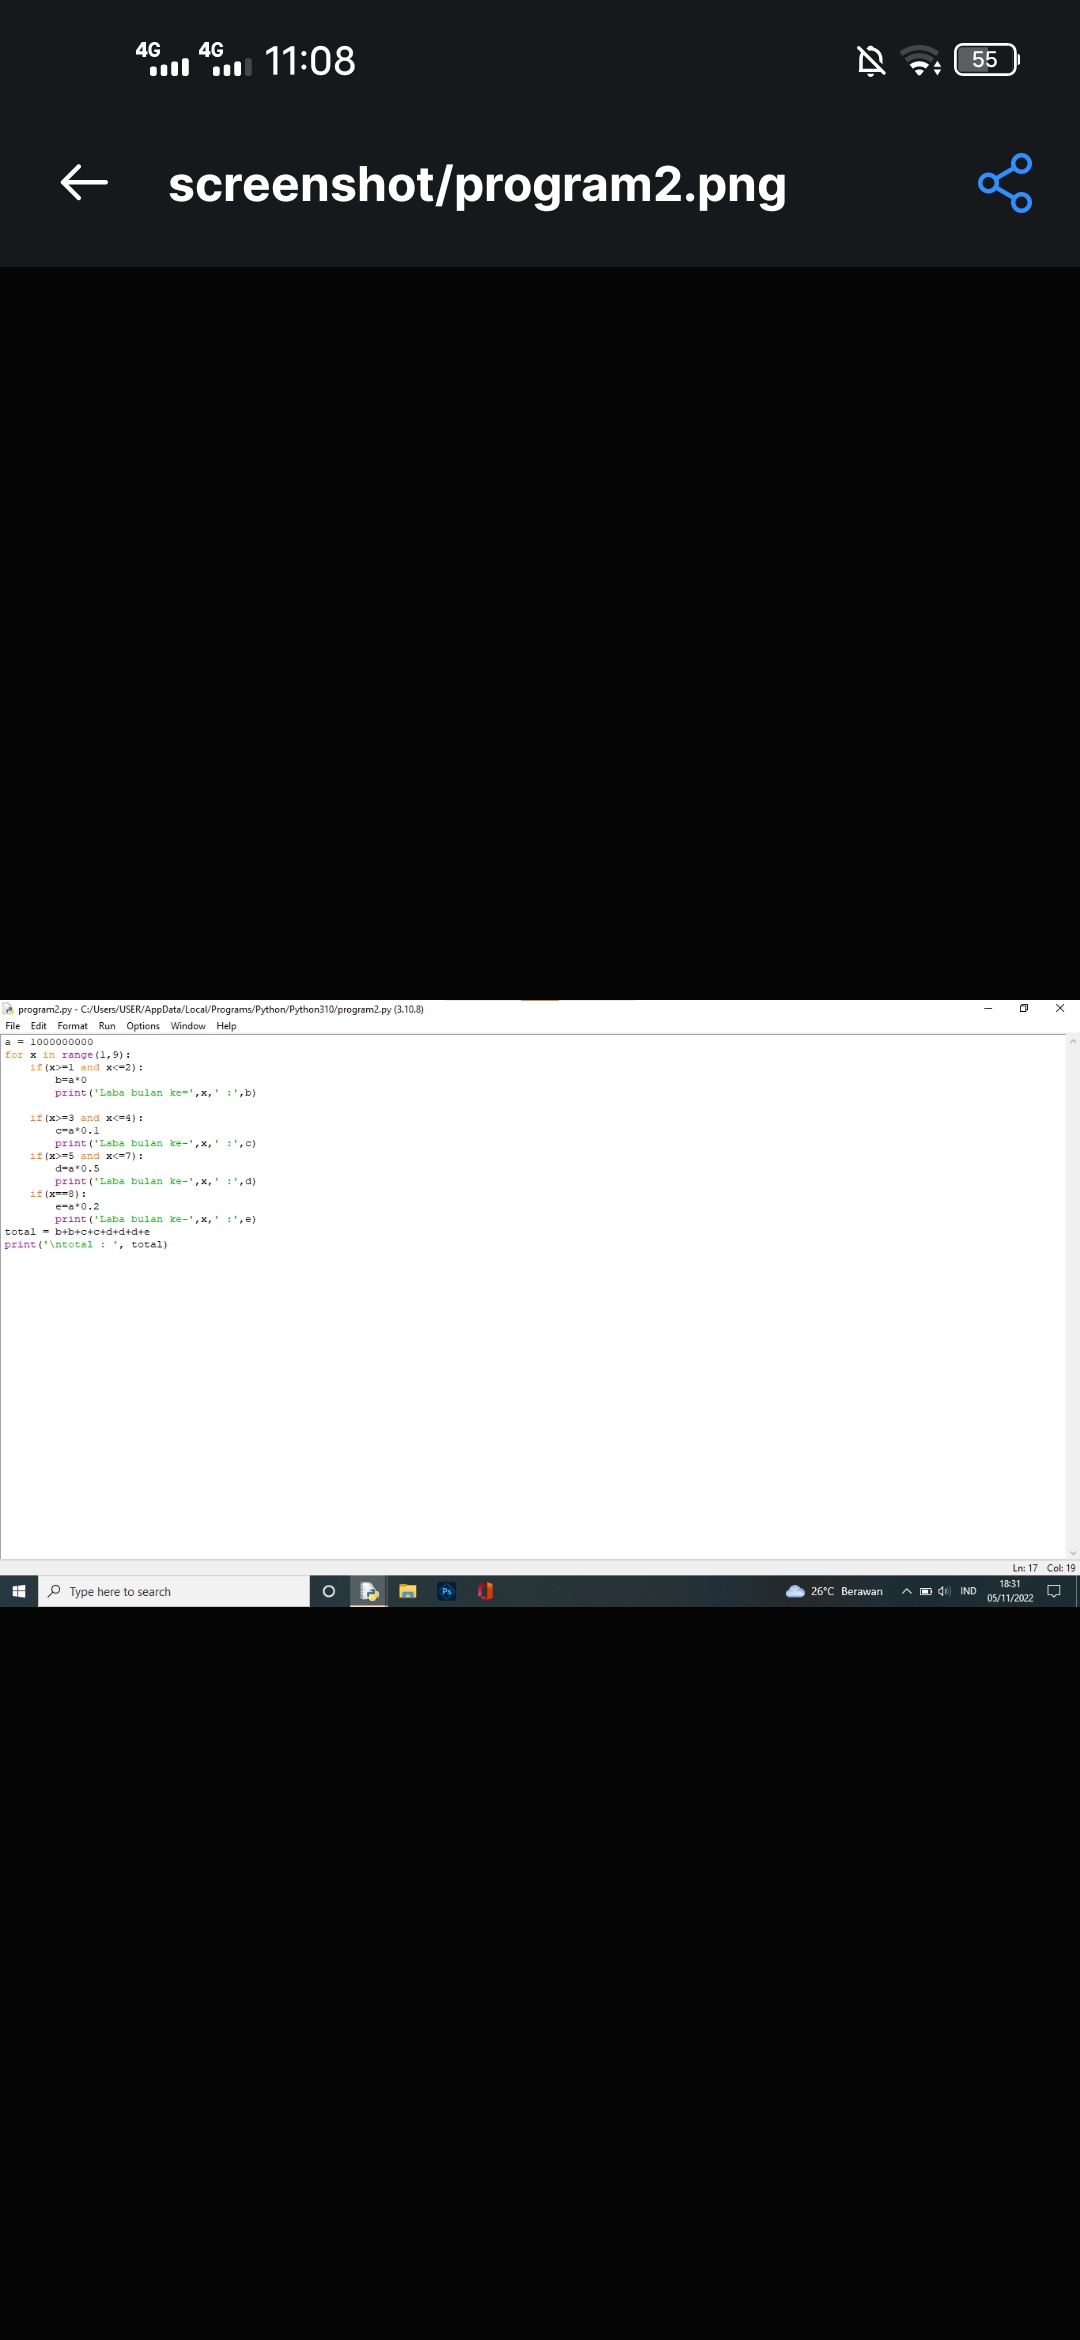 4G 4G 11:08 55
screenshot/program2.png
program2.py - C:/Users/USER/AppData/Local/Programs/Python/Python310/program2.py (3.10.8)
File Edit Format Run Options Window Help
a = 1000000000
for x in range(1,9):
    if(x>=1 and x<=2):
        b=a*0
        print('Laba bulan ke=',x,' :',b)

    if(x>=3 and x<=4):
        c=a*0.1
        print('Laba bulan ke-',x,' :',c)
    if(x>=5 and x<=7):
        d=a*0.5
        print('Laba bulan ke-',x,' :',d)
    if(x==8):
        e=a*0.2
        print('Laba bulan ke-',x,' :',e)
total = b+b+c+c+d+d+d+e
print('\ntotal : ', total)
Ln: 17 Col: 19
Type here to search
Ps
26°C Berawan
IND
18:31
05/11/2022